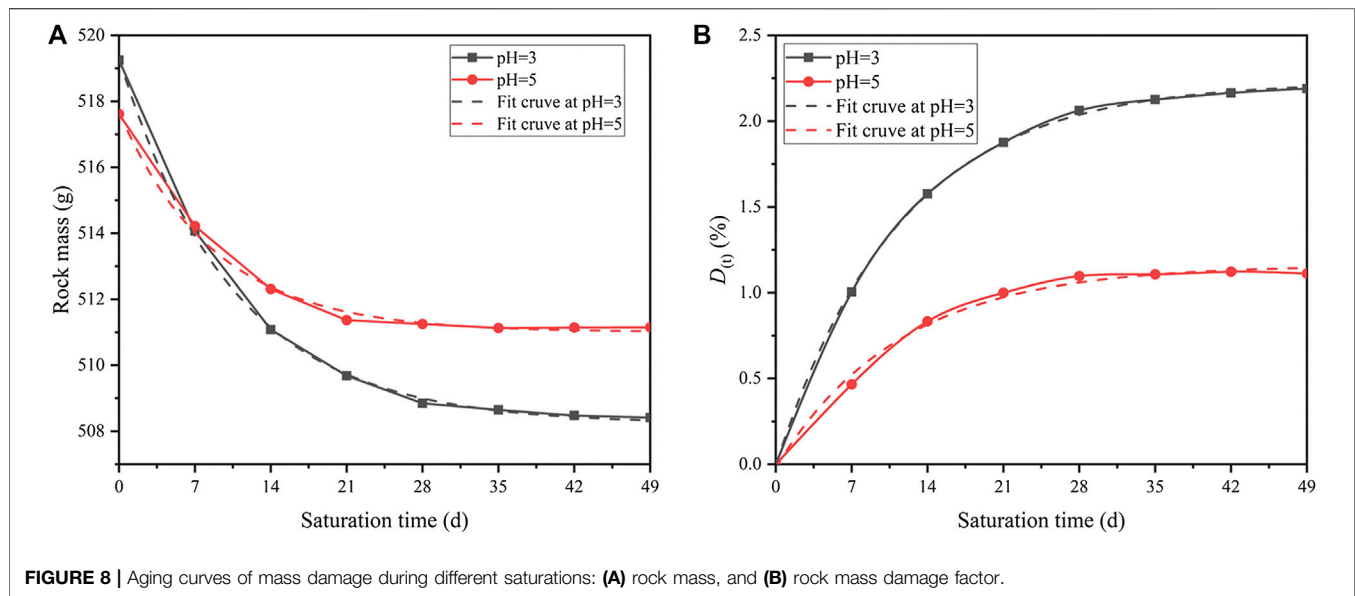 A
520
518
516
514
512
510
508
Rock mass (g)
0 7 14 21 28 35 42 49
Saturation time (d)
pH=3
pH=5
Fit cruve at pH=3
Fit cruve at pH=5
B
2.5
2.0
1.5
1.0
0.5
0.0
D(t) (%)
0 7 14 21 28 35 42 49
Saturation time (d)
pH=3
pH=5
Fit cruve at pH=3
Fit cruve at pH=5
FIGURE 8 | Aging curves of mass damage during different saturations: (A) rock mass, and (B) rock mass damage factor.